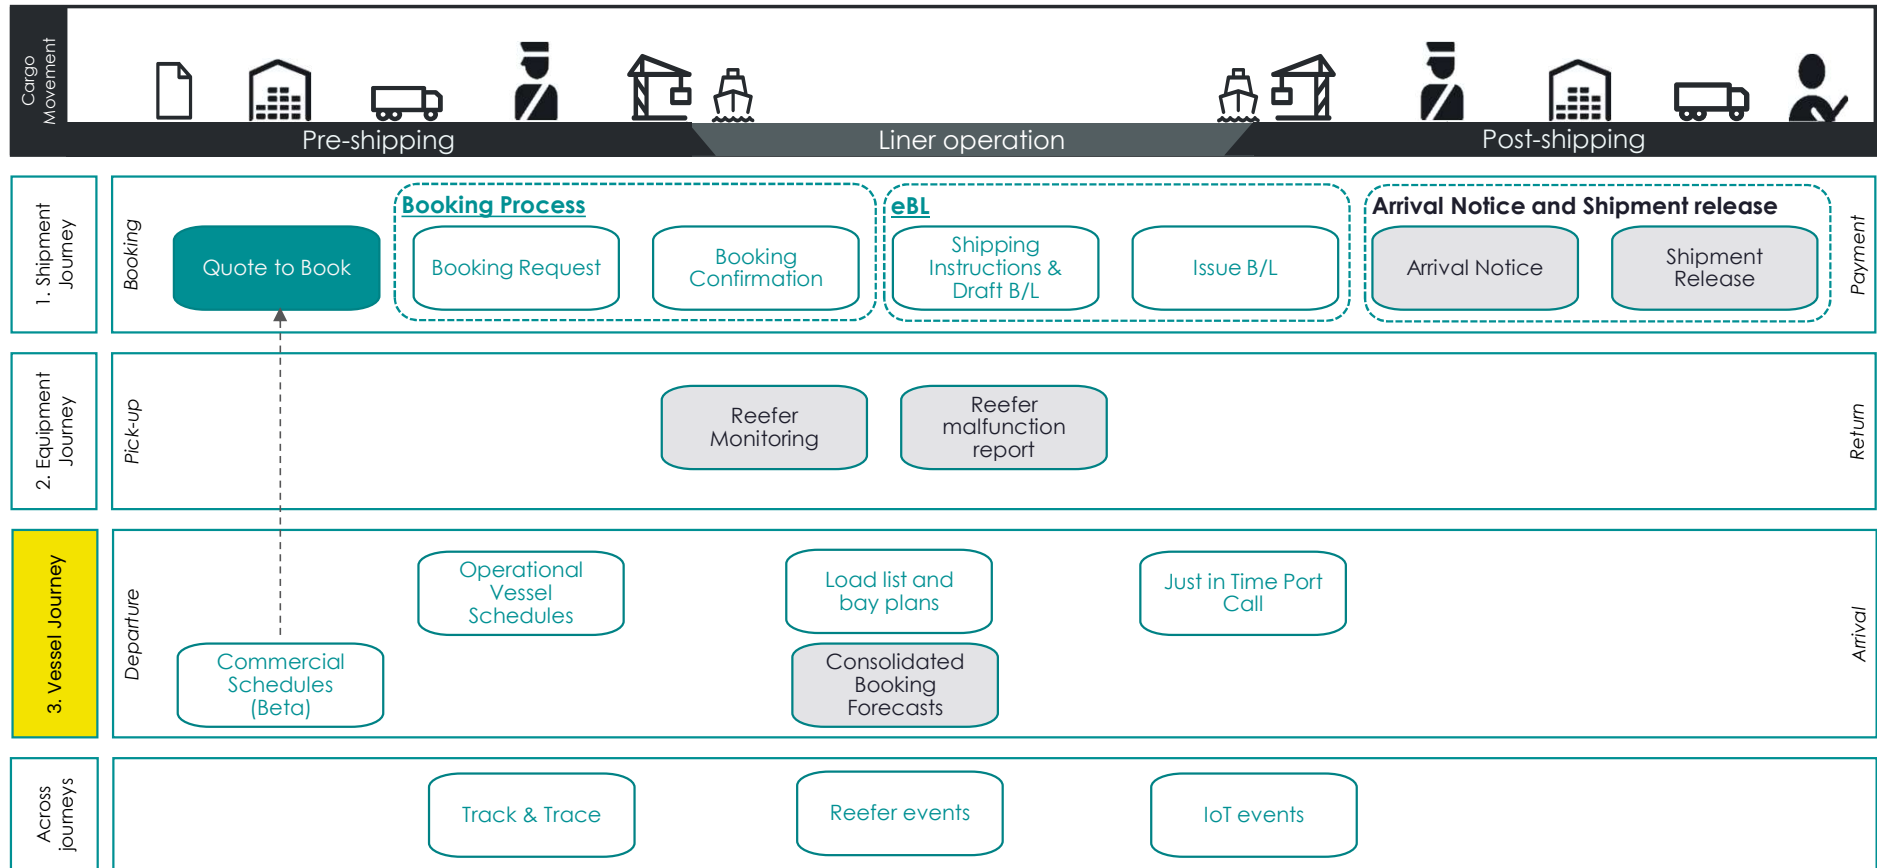 Cargo
Movement
Pre-shipping
Liner operation
Post-shipping
1. Shipment
Journey
Booking
Quote to Book
Booking Process
Booking Request
Booking
Confirmation
eBL
Shipping
Instructions &
Draft B/L
Issue B/L
Arrival Notice and Shipment release
Arrival Notice
Shipment
Release
Payment
2. Equipment
Journey
Pick-up
Reefer
Monitoring
Reefer
malfunction
report
Return
3. Vessel Journey
Departure
Commercial
Schedules
(Beta)
Operational
Vessel
Schedules
Load list and
bay plans
Consolidated
Booking
Forecasts
Just in Time Port
Call
Arrival
Across
journeys
Track & Trace
Reefer events
IoT events